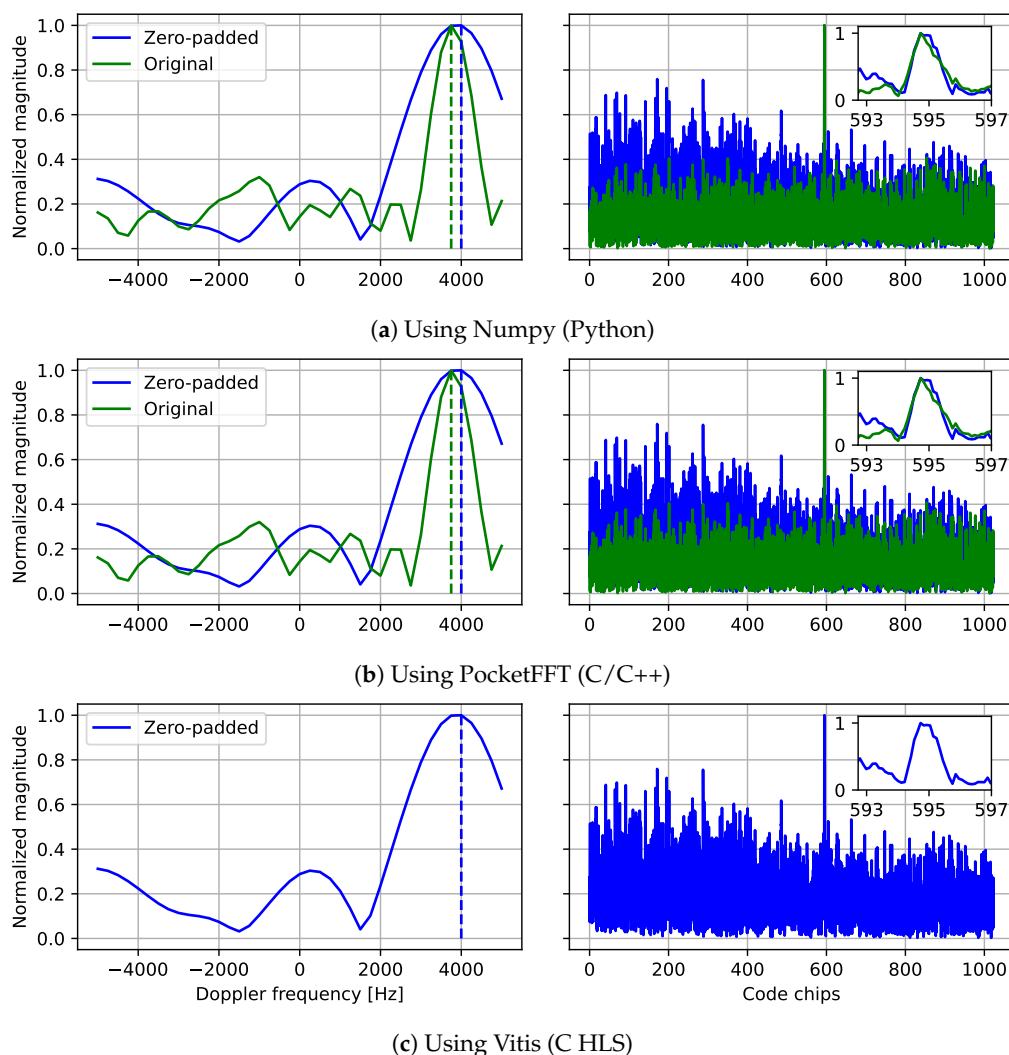 1.0
0.8
0.6
0.4
0.2
0.0
Normalized magnitude
Zero-padded
Original
−4000 −2000 0 2000 4000
1
0
593 595 597
0 200 400 600 800 1000
(a) Using Numpy (Python)
1.0
0.8
0.6
0.4
0.2
0.0
Normalized magnitude
Zero-padded
Original
−4000 −2000 0 2000 4000
1
0
593 595 597
0 200 400 600 800 1000
(b) Using PocketFFT (C/C++)
1.0
0.8
0.6
0.4
0.2
0.0
Normalized magnitude
Zero-padded
−4000 −2000 0 2000 4000
Doppler frequency [Hz]
1
0
593 595 597
0 200 400 600 800 1000
Code chips
(c) Using Vitis (C HLS)